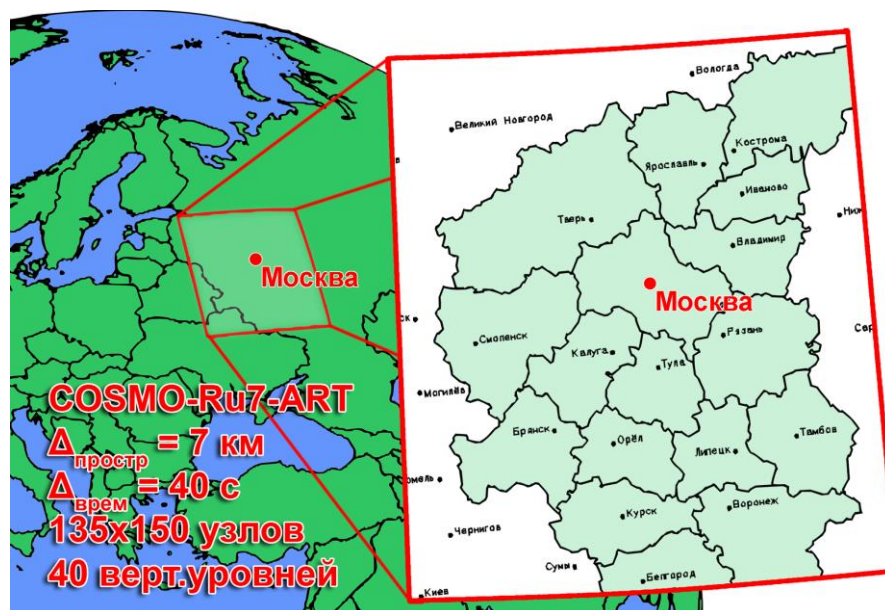 Москва
COSMO-Ru7-ART
Δпростр = 7 км
Δврем = 40 с
135x150 узлов
40 верт.уровней
Вологда
Великий Новгород
Кострома
Ярославль
Иваново
Тверь
Владимир
Москва
Смоленск
Рязань
Калуга
Тула
Могилёв
Брянск
Орёл
Липецк
Тамбов
Курск
Воронеж
Чернигов
Сумы
Белгород
Киев